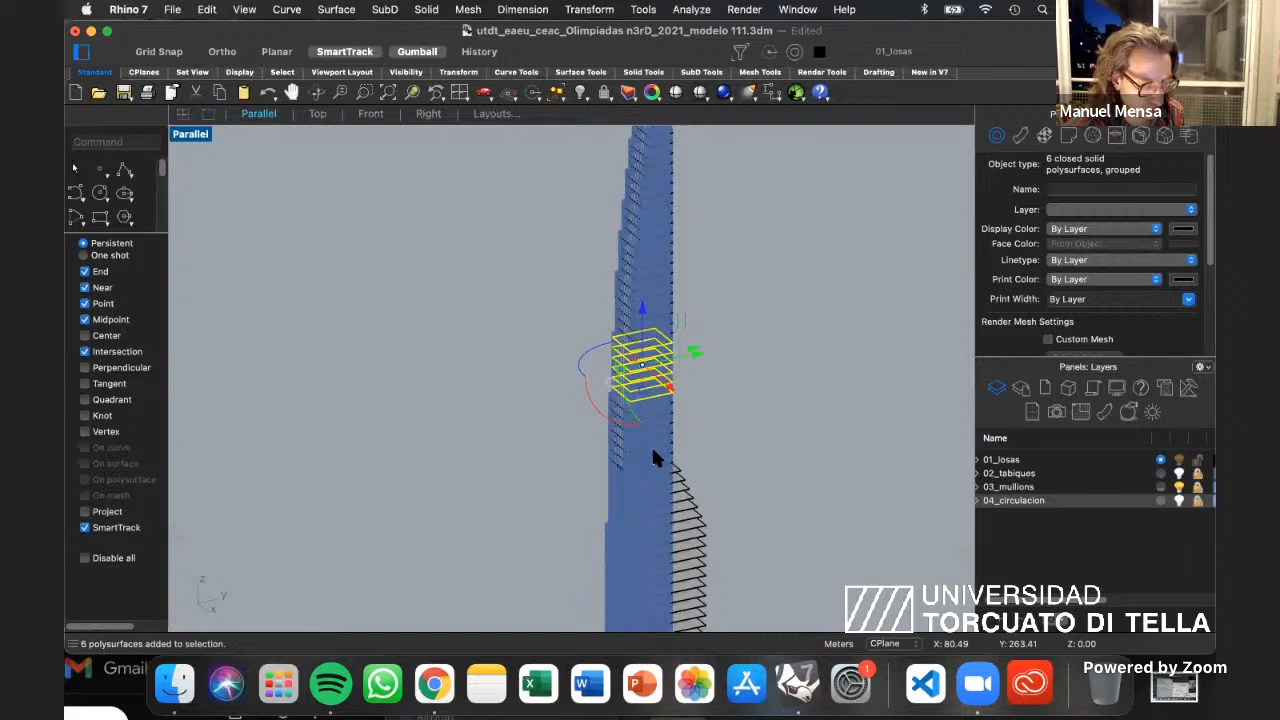 Rhino 7 File Edit View Curve Surface SubD Solid Mesh Dimension Transform Tools Analyze Render Window Help
utdt_eaeu_ceac_Olimpiadas n3rD_2021_modelo 111.3dm — Edited
Grid Snap Ortho Planar SmartTrack Gumball History 01_losas
Standard CPlanes Set View Display Select Viewport Layout Visibility Transform Curve Tools Surface Tools Solid Tools SubD Tools Mesh Tools Render Tools Drafting New in V7
Manuel Mensa
Parallel Top Front Right Layouts...
Parallel
Command
Persistent
One shot
End
Near
Point
Midpoint
Center
Intersection
Perpendicular
Tangent
Quadrant
Knot
Vertex
On curve
On surface
On polysurface
On mesh
Project
SmartTrack
Disable all
Object type: 6 closed solid polysurfaces, grouped
Name:
Layer:
Display Color: By Layer
Face Color: From Object
Linetype: By Layer
Print Color: By Layer
Print Width: By Layer
Render Mesh Settings
Custom Mesh
Panels: Layers
Name
01_losas
02_tabiques
03_mullions
04_circulacion
z
y
x
UNIVERSIDAD
TORCUATO DI TELLA
6 polysurfaces added to selection. Meters CPlane X: 80.49 Y: 263.41 Z: 0.00
Gmail
1
Powered by Zoom